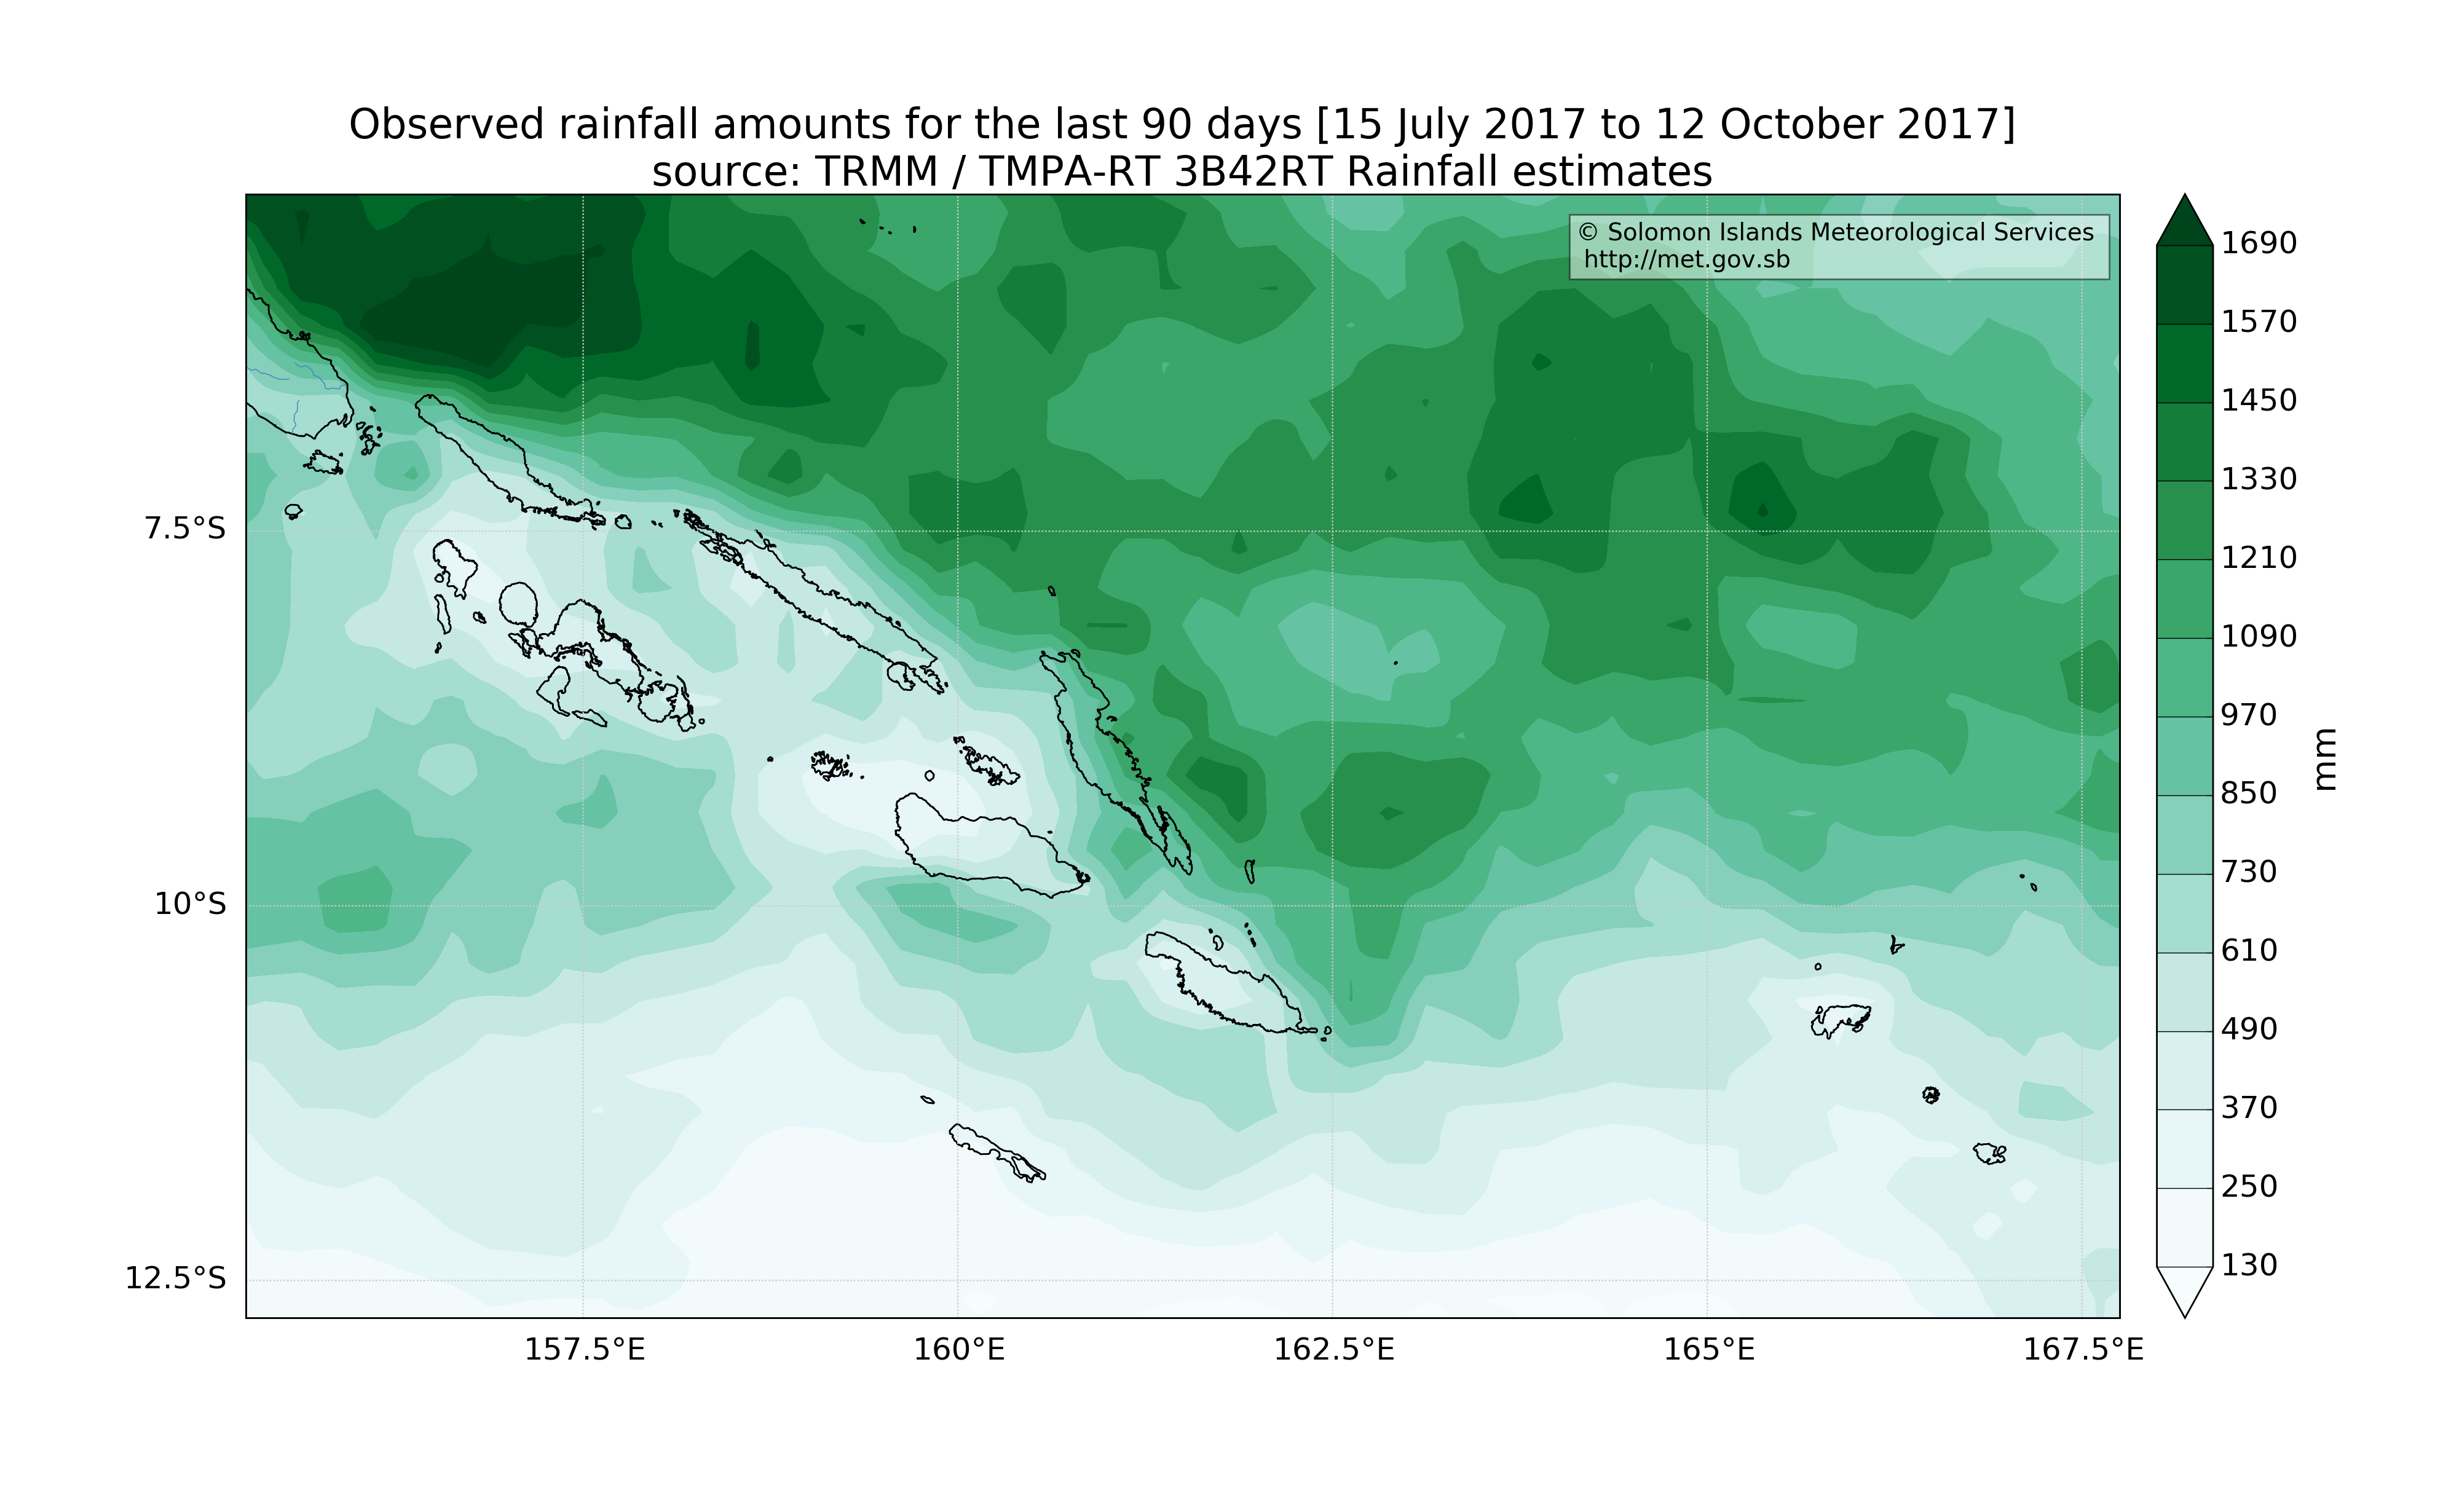 Observed rainfall amounts for the last 90 days [15 July 2017 to 12 October 2017]
source: TRMM / TMPA-RT 3B42RT Rainfall estimates
© Solomon Islands Meteorological Services
http://met.gov.sb
7.5°S
10°S
12.5°S
157.5°E
160°E
162.5°E
165°E
167.5°E
1690
1570
1450
1330
1210
1090
970
850
730
610
490
370
250
130
mm